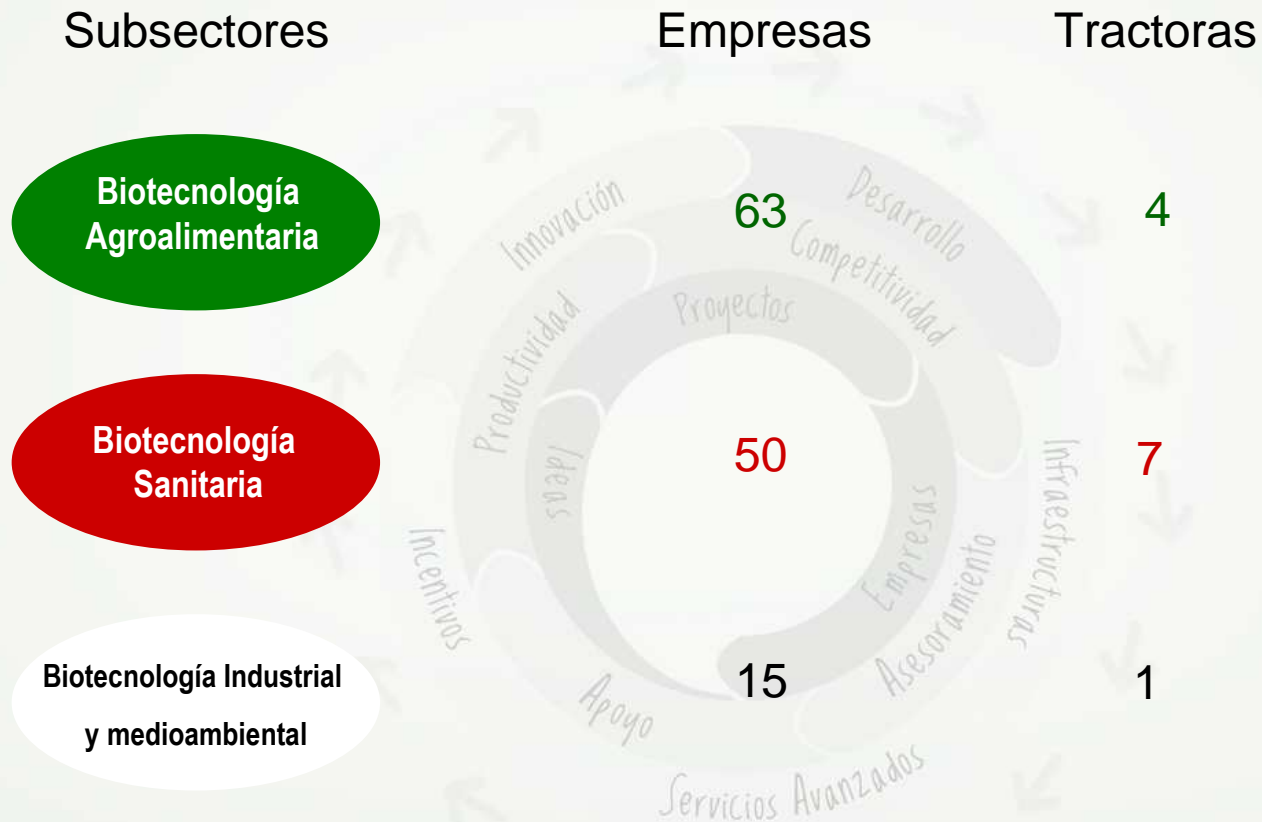 Subsectores Empresas Tractoras
Biotecnología
Agroalimentaria
63 4
Biotecnología
Sanitaria
50 7
Biotecnología Industrial
y medioambiental
15 1
Innovación
Desarrollo
Competitividad
Productividad
Proyectos
Ideas
Empresas
Incentivos
Infraestructuras
Asesoramiento
Apoyo
Servicios Avanzados